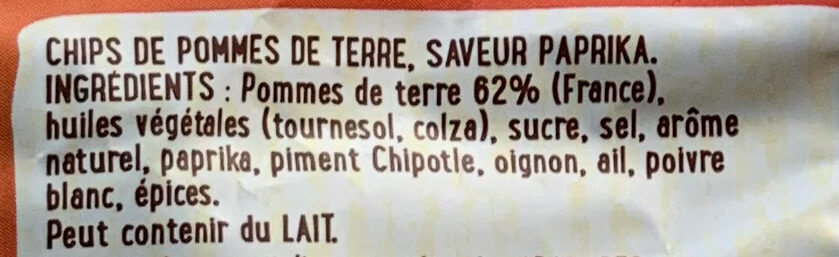 CHIPS DE POMMES DE TERRE, SAVEUR PAPRIKA.
INGRÉDIENTS : Pommes de terre 62% (France),
huiles végétales (tournesol, colza), sucre, sel, arôme
naturel, paprika, piment Chipotle, oignon, ail, poivre
blanc, épices.
Peut contenir du LAIT.